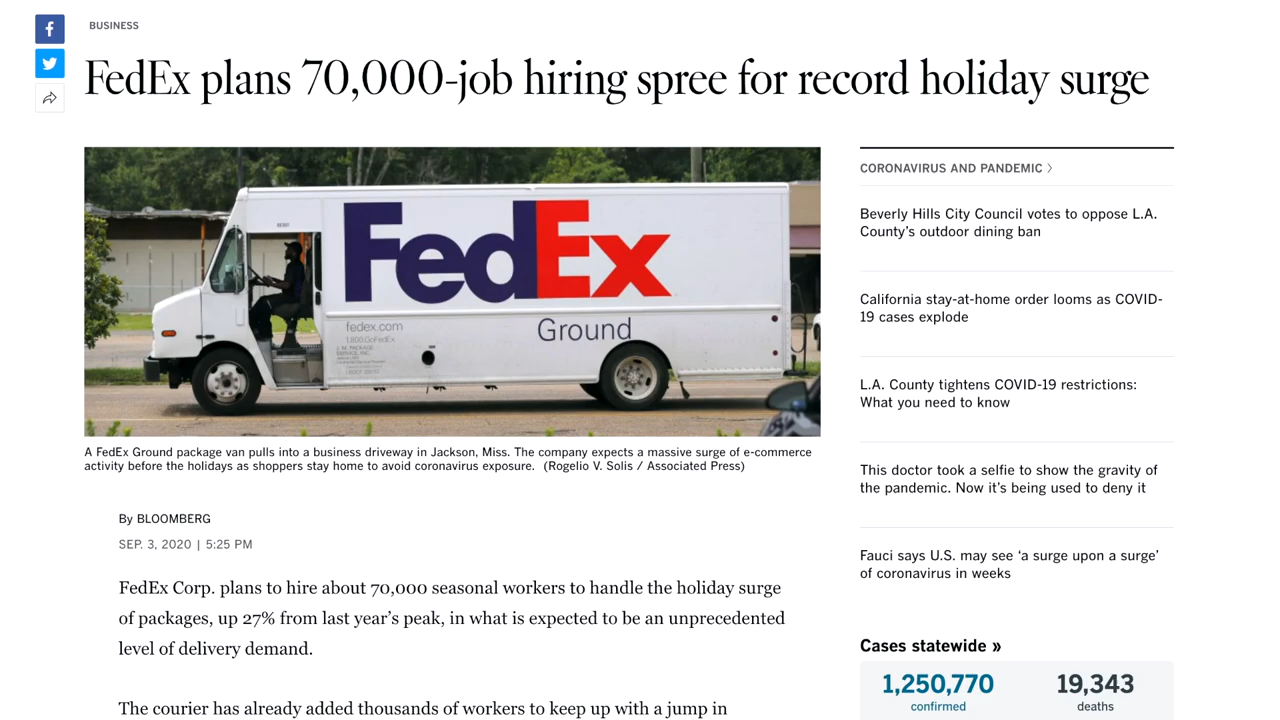 BUSINESS
FedEx plans 70,000-job hiring spree for record holiday surge
FedEx
fedex.com
1.800.GoFedEx
Ground
A FedEx Ground package van pulls into a business driveway in Jackson, Miss. The company expects a massive surge of e-commerce
activity before the holidays as shoppers stay home to avoid coronavirus exposure. (Rogelio V. Solis / Associated Press)
By BLOOMBERG
SEP. 3, 2020 | 5:25 PM
FedEx Corp. plans to hire about 70,000 seasonal workers to handle the holiday surge
of packages, up 27% from last year’s peak, in what is expected to be an unprecedented
level of delivery demand.
The courier has already added thousands of workers to keep up with a jump in
CORONAVIRUS AND PANDEMIC
Beverly Hills City Council votes to oppose L.A.
County’s outdoor dining ban
California stay-at-home order looms as COVID-
19 cases explode
L.A. County tightens COVID-19 restrictions:
What you need to know
This doctor took a selfie to show the gravity of
the pandemic. Now it’s being used to deny it
Fauci says U.S. may see ‘a surge upon a surge’
of coronavirus in weeks
Cases statewide »
1,250,770 19,343
confirmed deaths